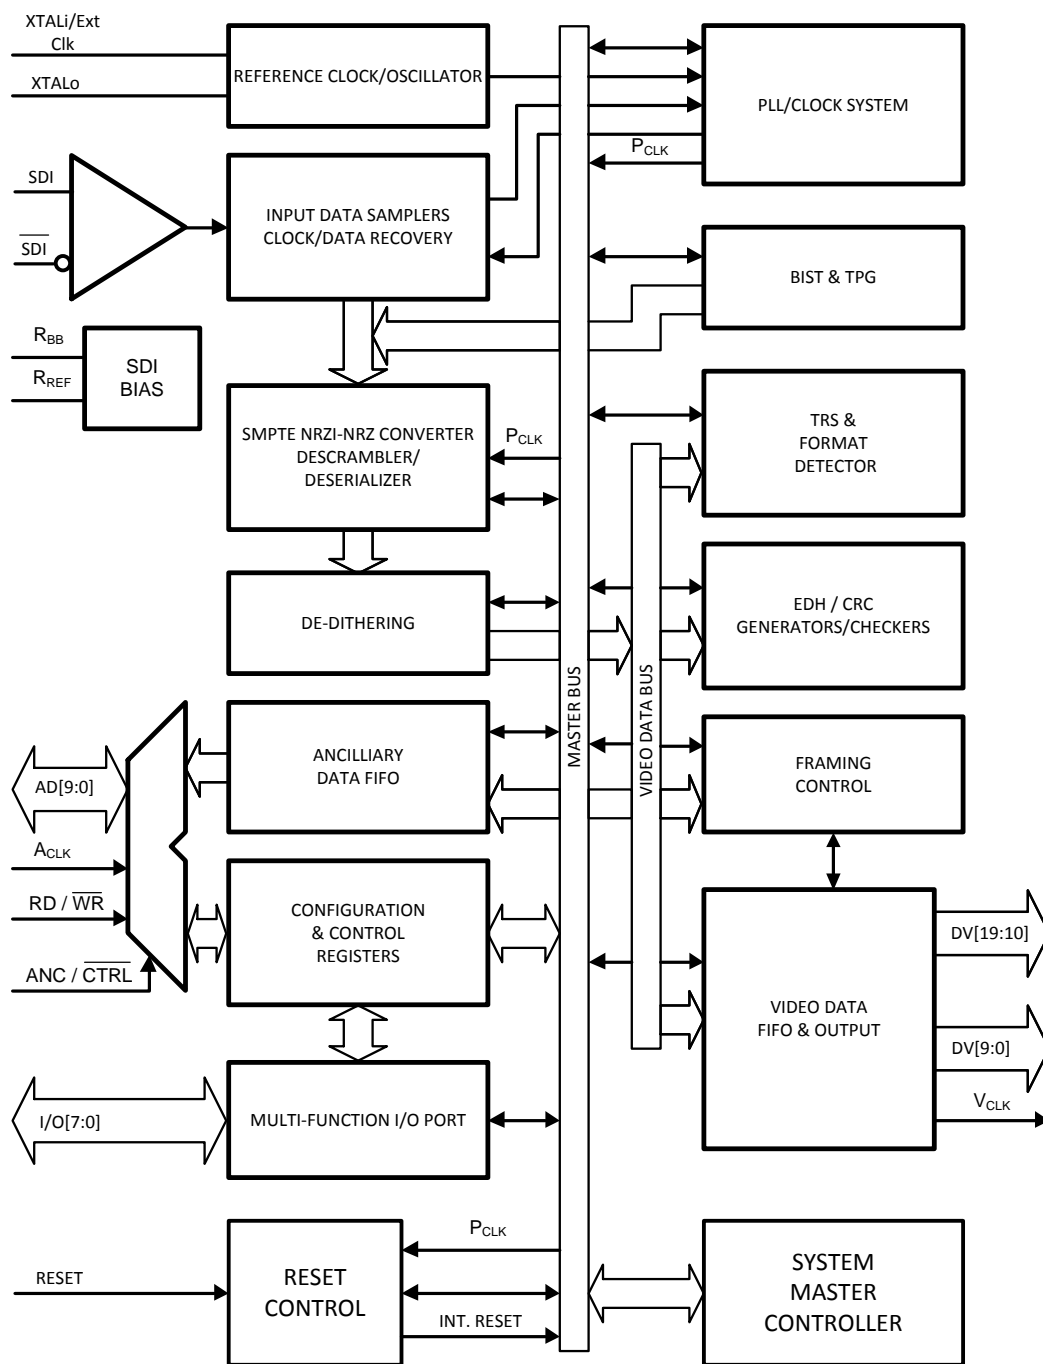 XTALi/Ext
Clk
XTALo
REFERENCE CLOCK/OSCILLATOR
PLL/CLOCK SYSTEM
PCLK
SDI
SDI
INPUT DATA SAMPLERS
CLOCK/DATA RECOVERY
BIST & TPG
RBB
RREF
SDI
BIAS
SMPTE NRZI-NRZ CONVERTER
DESCRAMBLER/
DESERIALIZER
PCLK
TRS &
FORMAT
DETECTOR
DE-DITHERING
EDH / CRC
GENERATORS/CHECKERS
MASTER BUS
VIDEO DATA BUS
ANCILLIARY
DATA FIFO
FRAMING
CONTROL
AD[9:0]
ACLK
RD / WR
ANC / CTRL
CONFIGURATION
& CONTROL
REGISTERS
VIDEO DATA
FIFO & OUTPUT
DV[19:10]
DV[9:0]
VCLK
I/O[7:0]
MULTI-FUNCTION I/O PORT
RESET
RESET
CONTROL
PCLK
INT. RESET
SYSTEM
MASTER
CONTROLLER